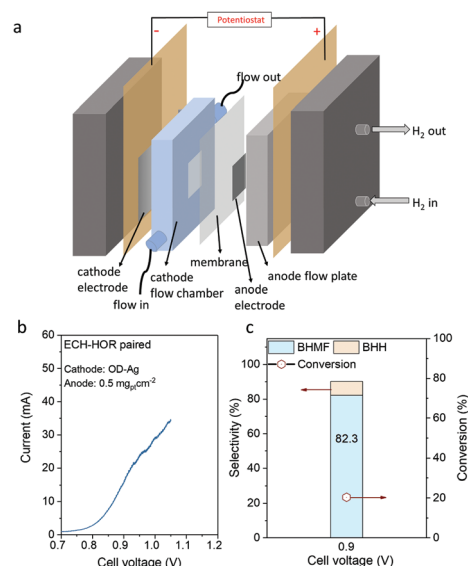 a
Potentiostat
-
+
flow out
H2 out
H2 in
cathode
electrode
flow in
cathode
flow chamber
membrane
anode
electrode
anode flow plate
b
ECH-HOR paired
Cathode: OD-Ag
Anode: 0.5 mgptcm-2
Current (mA)
60
50
40
30
20
10
0
0.7 0.8 0.9 1.0 1.1 1.2
Cell voltage (V)
c
BHMF BHH
Conversion
82.3
Selectivity (%)
100
80
60
40
20
0
Conversion (%)
100
80
60
40
20
0
0.9
Cell voltage (V)